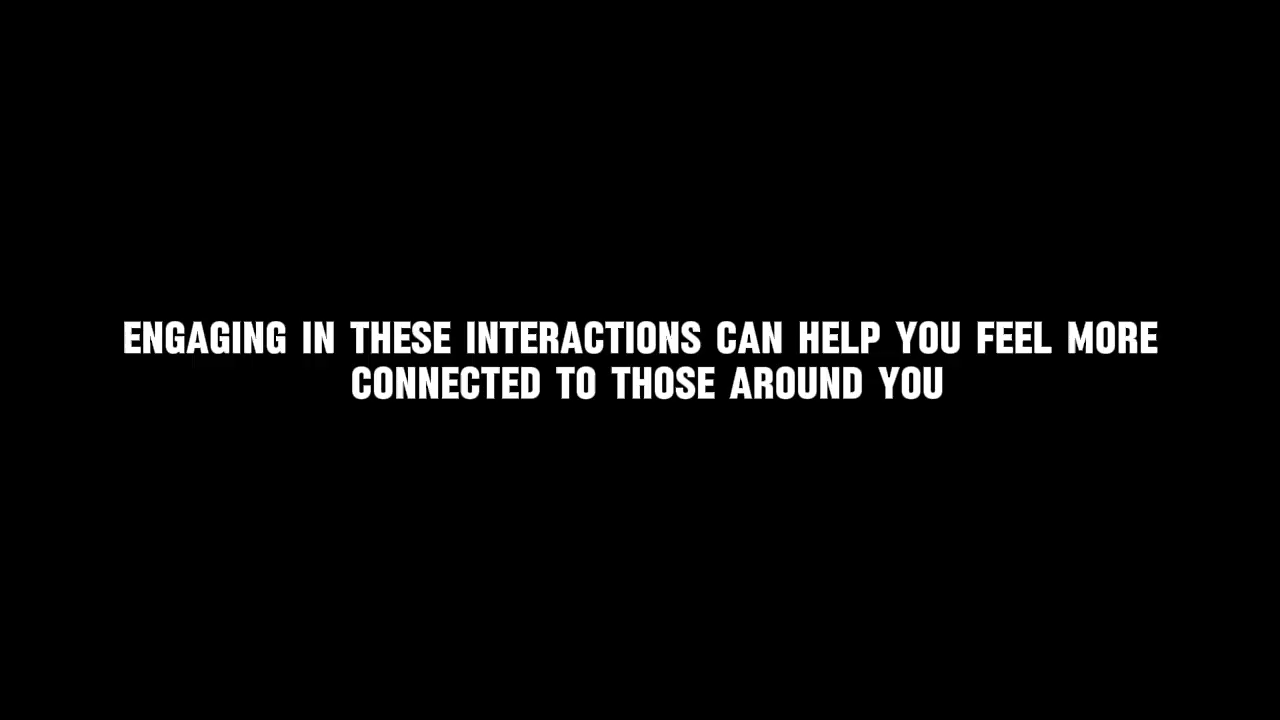 ENGAGING IN THESE INTERACTIONS CAN HELP YOU FEEL MORE
CONNECTED TO THOSE AROUND YOU